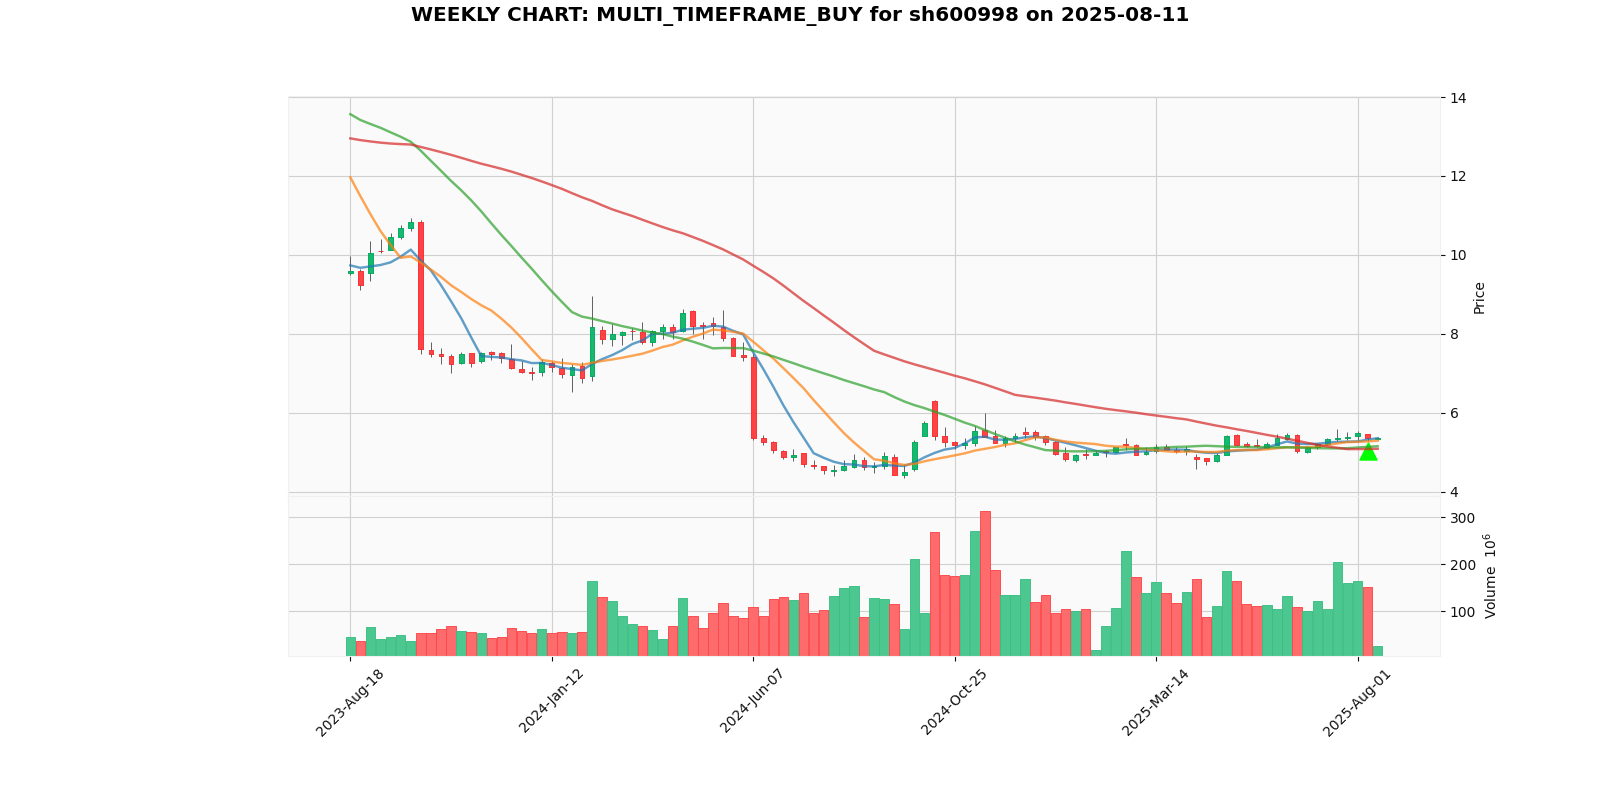 WEEKLY CHART: MULTI_TIMEFRAME_BUY for sh600998 on 2025-08-11
14
12
10
8
6
4
Price
300
200
100
Volume 10^6
2023-Aug-18
2024-Jan-12
2024-Jun-07
2024-Oct-25
2025-Mar-14
2025-Aug-01